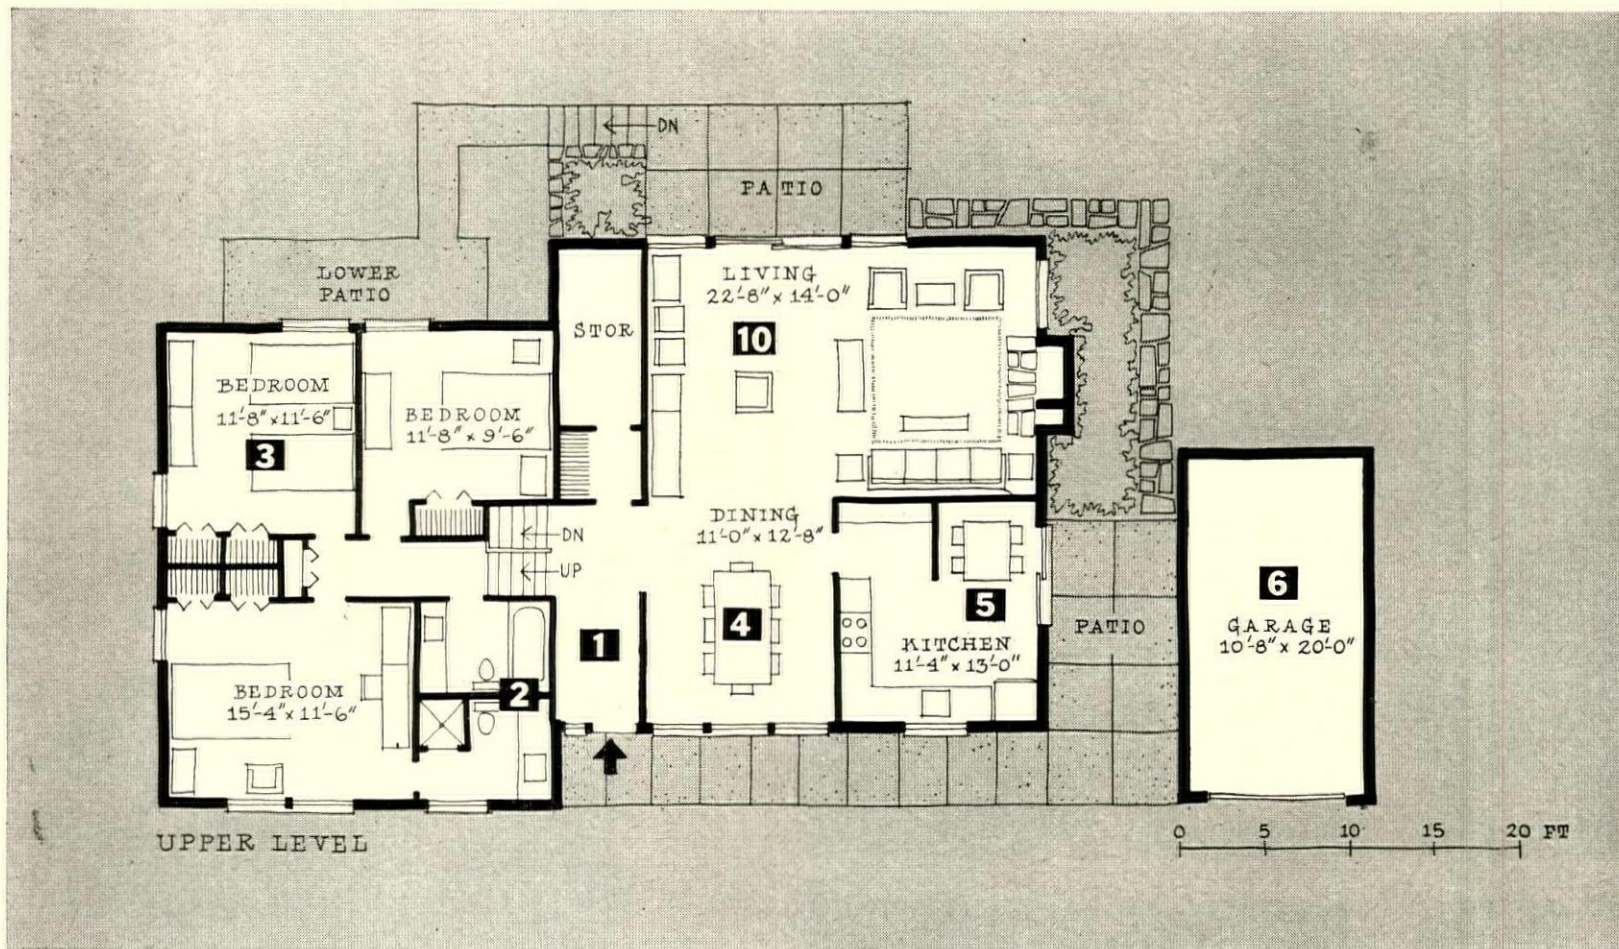 DN
PATIO
LOWER
PATIO
LIVING
22'-8" x 14'-0"
STOR
10
BEDROOM
11'-8" x 11'-6"
3
BEDROOM
11'-8" x 9'-6"
DINING
11'-0" x 12'-8"
DN
UP
4
1
5
KITCHEN
11'-4" x 13'-0"
PATIO
6
GARAGE
10'-8" x 20'-0"
BEDROOM
15'-4" x 11'-6"
2
UPPER LEVEL
0 5 10 15 20 FT